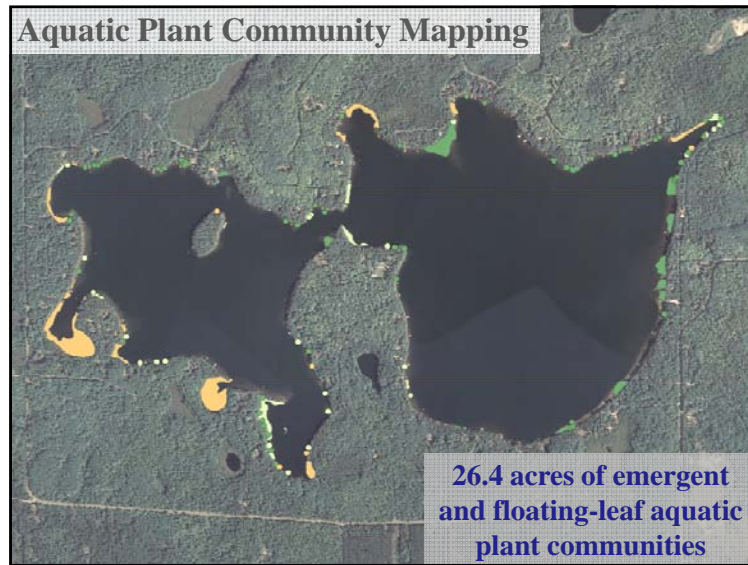 Aquatic Plant Community Mapping
26.4 acres of emergent
and floating-leaf aquatic
plant communities